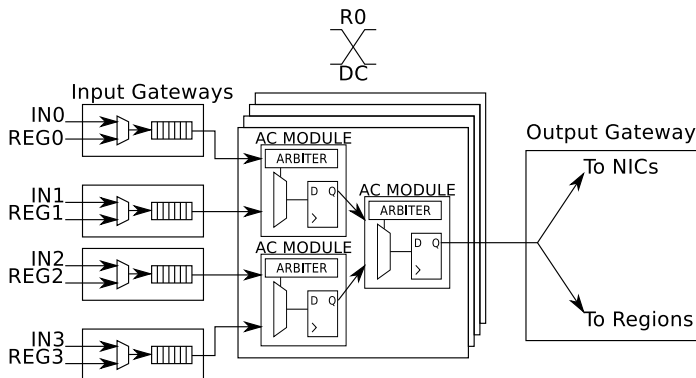 R0
DC
Input Gateways
IN0
REG0
IN1
REG1
IN2
REG2
IN3
REG3
AC MODULE
ARBITER
D Q
AC MODULE
ARBITER
D Q
AC MODULE
ARBITER
D Q
Output Gateway
To NICs
To Regions